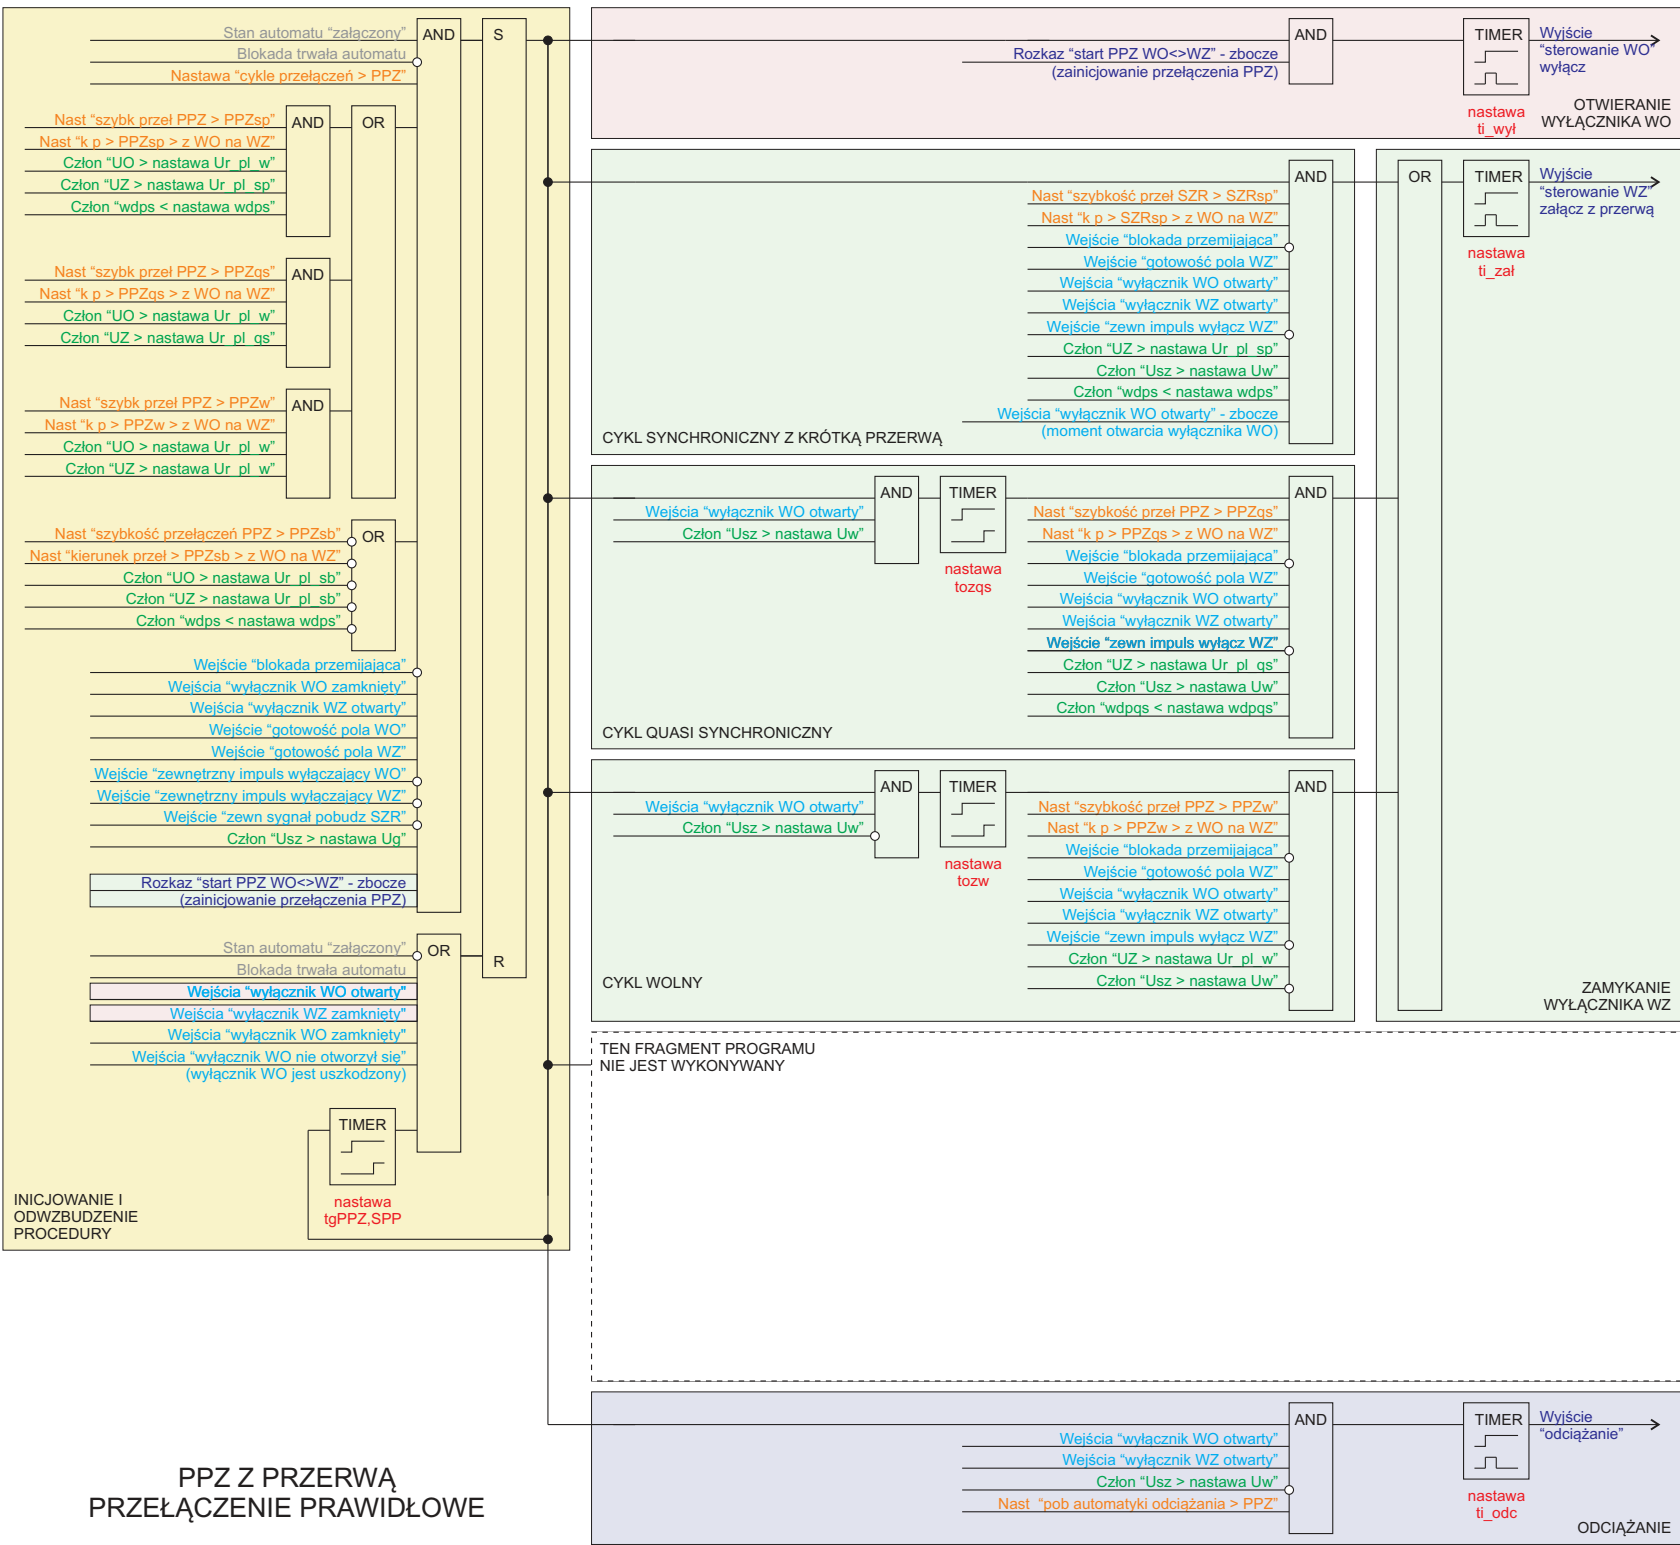 Stan automatu “załączony”
Blokada trwała automatu
Nastawa “cykle przełączeń > PPZ”
AND
S
Nast “szybk przeł PPZ > PPZsp”
Nast “k p > PPZsp > z WO na WZ”
Człon “UO > nastawa Ur_pl_w”
Człon “UZ > nastawa Ur_pl_sp”
Człon “wdps < nastawa wdps”
AND
OR
Nast “szybk przeł PPZ > PPZqs”
Nast “k p > PPZqs > z WO na WZ”
Człon “UO > nastawa Ur_pl_w”
Człon “UZ > nastawa Ur_pl_qs”
AND
Nast “szybk przeł PPZ > PPZw”
Nast “k p > PPZw > z WO na WZ”
Człon “UO > nastawa Ur_pl_w”
Człon “UZ > nastawa Ur_pl_w”
AND
Nast “szybkość przełączeń PPZ > PPZsb”
Nast “kierunek przeł > PPZsb > z WO na WZ”
Człon “UO > nastawa Ur_pl_sb”
Człon “UZ > nastawa Ur_pl_sb”
Człon “wdps < nastawa wdps”
OR
Wejście “blokada przemijająca”
Wejścia “wyłącznik WO zamknięty”
Wejścia “wyłącznik WZ otwarty”
Wejście “gotowość pola WO”
Wejście “gotowość pola WZ”
Wejście “zewnętrzny impuls wyłączający WO”
Wejście “zewnętrzny impuls wyłączający WZ”
Wejście “zewn sygnał pobudz SZR”
Człon “Usz > nastawa Ug”
Rozkaz “start PPZ WO<>WZ” - zbocze
(zainicjowanie przełączenia PPZ)
Stan automatu “załączony”
Blokada trwała automatu
Wejścia “wyłącznik WO otwarty”
Wejścia “wyłącznik WZ zamknięty”
Wejścia “wyłącznik WO zamknięty”
Wejścia “wyłącznik WO nie otworzył się”
(wyłącznik WO jest uszkodzony)
OR
R
TIMER
nastawa
tgPPZ,SPP
INICJOWANIE I
ODWZBUDZENIE
PROCEDURY
Rozkaz “start PPZ WO<>WZ” - zbocze
(zainicjowanie przełączenia PPZ)
AND
TIMER
nastawa
ti_wył
Wyjście
“sterowanie WO”
wyłącz
OTWIERANIE
WYŁĄCZNIKA WO
Nast “szybkość przeł SZR > SZRsp”
Nast “k p > SZRsp > z WO na WZ”
Wejście “blokada przemijająca”
Wejście “gotowość pola WZ”
Wejścia “wyłącznik WO otwarty”
Wejścia “wyłącznik WZ otwarty”
Wejście “zewn impuls wyłącz WZ”
Człon “UZ > nastawa Ur_pl_sp”
Człon “Usz > nastawa Uw”
Człon “wdps < nastawa wdps”
Wejścia “wyłącznik WO otwarty” - zbocze
(moment otwarcia wyłącznika WO)
AND
CYKL SYNCHRONICZNY Z KRÓTKĄ PRZERWĄ
OR
TIMER
nastawa
ti_zał
Wyjście
“sterowanie WZ”
załącz z przerwą
Wejścia “wyłącznik WO otwarty”
Człon “Usz > nastawa Uw”
AND
TIMER
nastawa
tozqs
Nast “szybkość przeł PPZ > PPZqs”
Nast “k p > PPZqs > z WO na WZ”
Wejście “blokada przemijająca”
Wejście “gotowość pola WZ”
Wejścia “wyłącznik WO otwarty”
Wejścia “wyłącznik WZ otwarty”
Wejście “zewn impuls wyłącz WZ”
Człon “UZ > nastawa Ur_pl_qs”
Człon “Usz > nastawa Uw”
Człon “wdpqs < nastawa wdpqs”
AND
CYKL QUASI SYNCHRONICZNY
Wejścia “wyłącznik WO otwarty”
Człon “Usz > nastawa Uw”
AND
TIMER
nastawa
tozw
Nast “szybkość przeł PPZ > PPZw”
Nast “k p > PPZw > z WO na WZ”
Wejście “blokada przemijająca”
Wejście “gotowość pola WZ”
Wejścia “wyłącznik WO otwarty”
Wejścia “wyłącznik WZ otwarty”
Wejście “zewn impuls wyłącz WZ”
Człon “UZ > nastawa Ur_pl_w”
Człon “Usz > nastawa Uw”
AND
CYKL WOLNY
ZAMYKANIE
WYŁĄCZNIKA WZ
TEN FRAGMENT PROGRAMU
NIE JEST WYKONYWANY
Wejścia “wyłącznik WO otwarty”
Wejścia “wyłącznik WZ otwarty”
Człon “Usz > nastawa Uw”
Nast “pob automatyki odciążania > PPZ”
AND
TIMER
nastawa
ti_odc
Wyjście
“odciążanie”
ODCIĄŻANIE
PPZ Z PRZERWĄ
PRZEŁĄCZENIE PRAWIDŁOWE